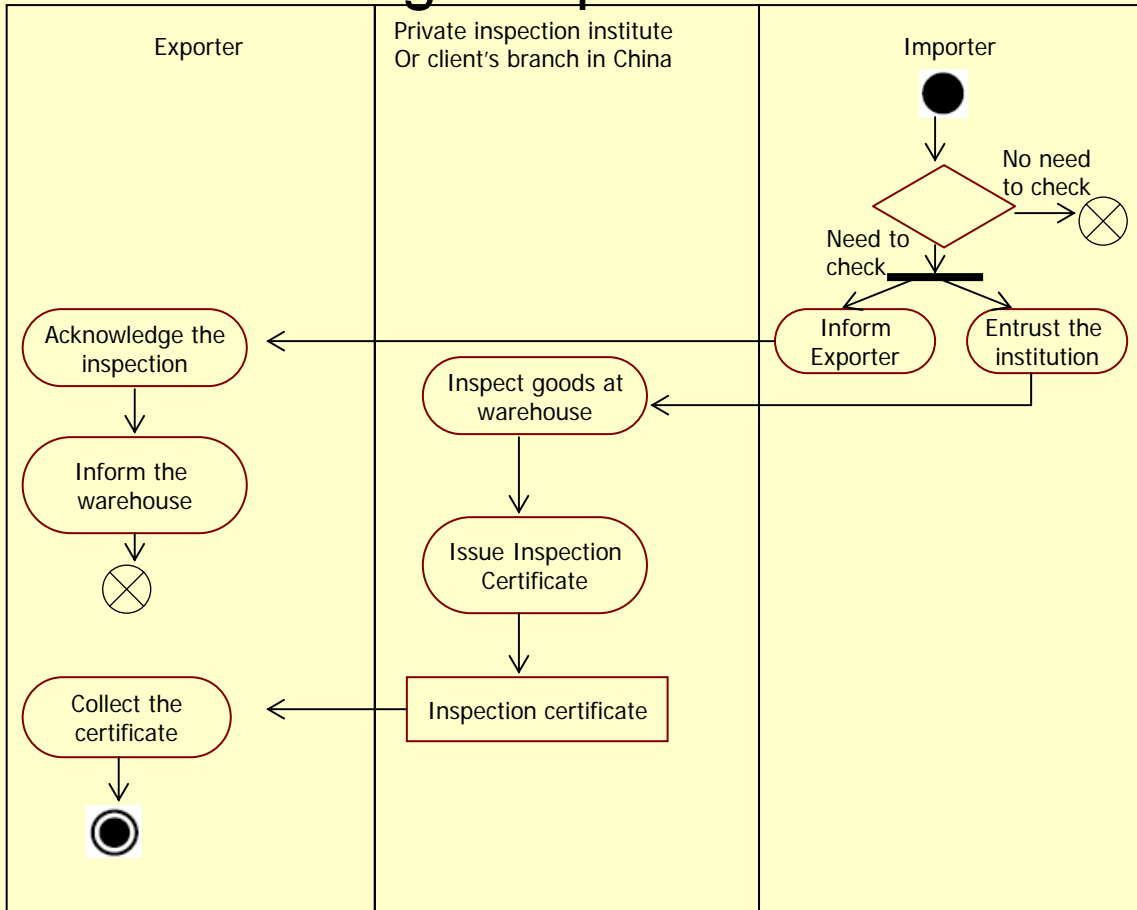 Exporter
Private inspection institute
Or client's branch in China
Importer
No need
to check
Need to
check
Acknowledge the
inspection
Inform
Exporter
Entrust the
institution
Inspect goods at
warehouse
Inform the
warehouse
Issue Inspection
Certificate
Collect the
certificate
Inspection certificate